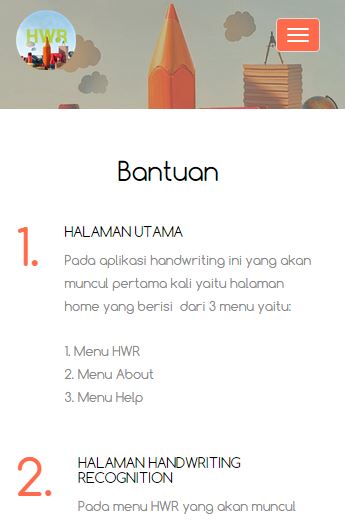 HWR
Bantuan
1.
HALAMAN UTAMA
Pada aplikasi handwriting ini yang akan
muncul pertama kali yaitu halaman
home yang berisi  dari 3 menu yaitu:
1. Menu HWR
2. Menu About
3. Menu Help
2.
HALAMAN HANDWRITING
RECOGNITION
Pada menu HWR yang akan muncul